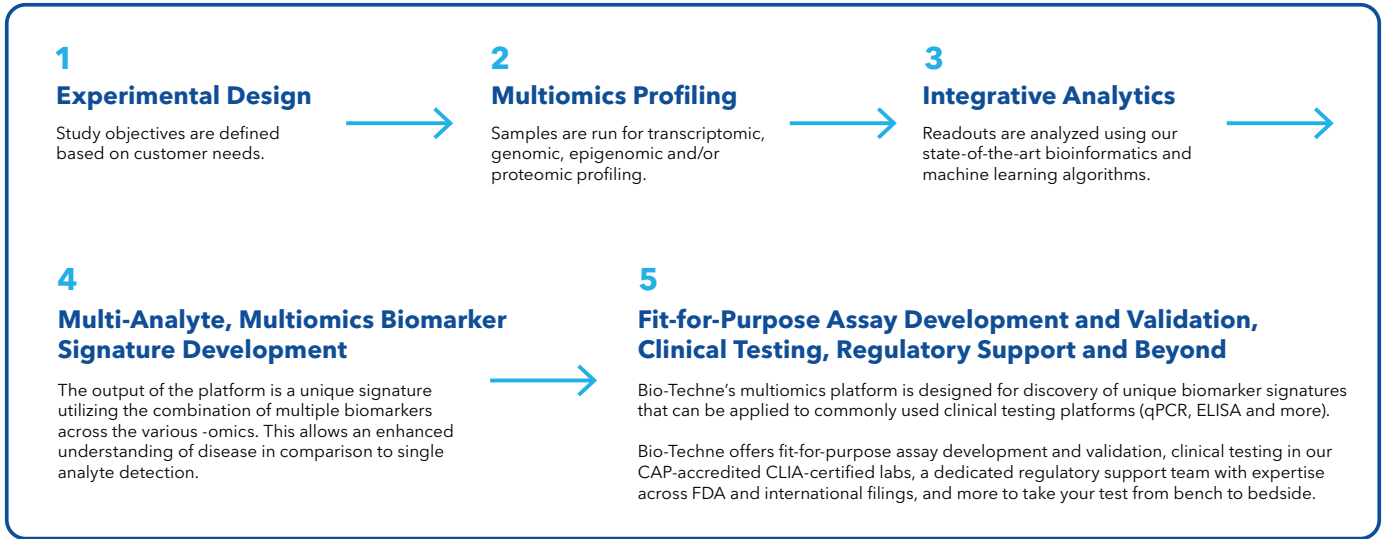 1
Experimental Design
Study objectives are defined
based on customer needs.
2
Multiomics Profiling
Samples are run for transcriptomic,
genomic, epigenomic and/or
proteomic profiling.
3
Integrative Analytics
Readouts are analyzed using our
state-of-the-art bioinformatics and
machine learning algorithms.
4
Multi-Analyte, Multiomics Biomarker
Signature Development
The output of the platform is a unique signature
utilizing the combination of multiple biomarkers
across the various -omics. This allows an enhanced
understanding of disease in comparison to single
analyte detection.
5
Fit-for-Purpose Assay Development and Validation,
Clinical Testing, Regulatory Support and Beyond
Bio-Techne’s multiomics platform is designed for discovery of unique biomarker signatures
that can be applied to commonly used clinical testing platforms (qPCR, ELISA and more).
Bio-Techne offers fit-for-purpose assay development and validation, clinical testing in our
CAP-accredited CLIA-certified labs, a dedicated regulatory support team with expertise
across FDA and international filings, and more to take your test from bench to bedside.